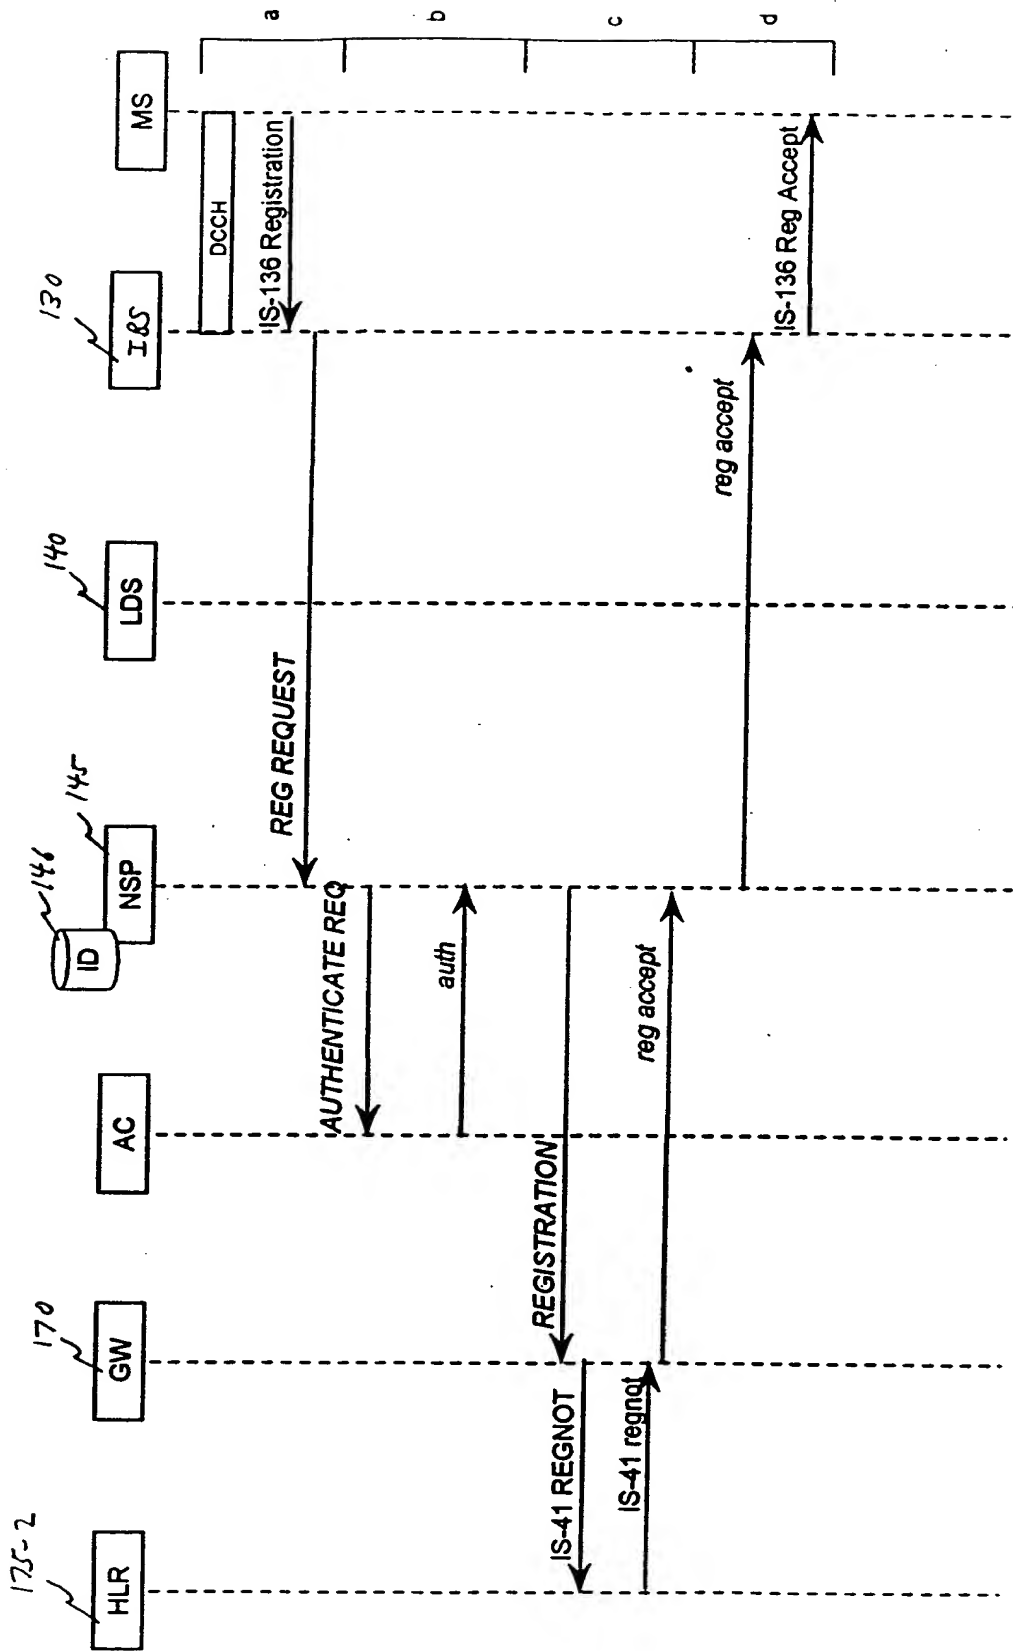 175-2
HLR
170
GW
AC
146
ID
145
NSP
140
LDS
130
IBS
MS
DCCH
IS-136 Registration
REG REQUEST
AUTHENTICATE REQ
auth
REGISTRATION
IS-41 REGNOT
IS-41 regnot
reg accept
reg accept
IS-136 Reg Accept
a
b
c
d